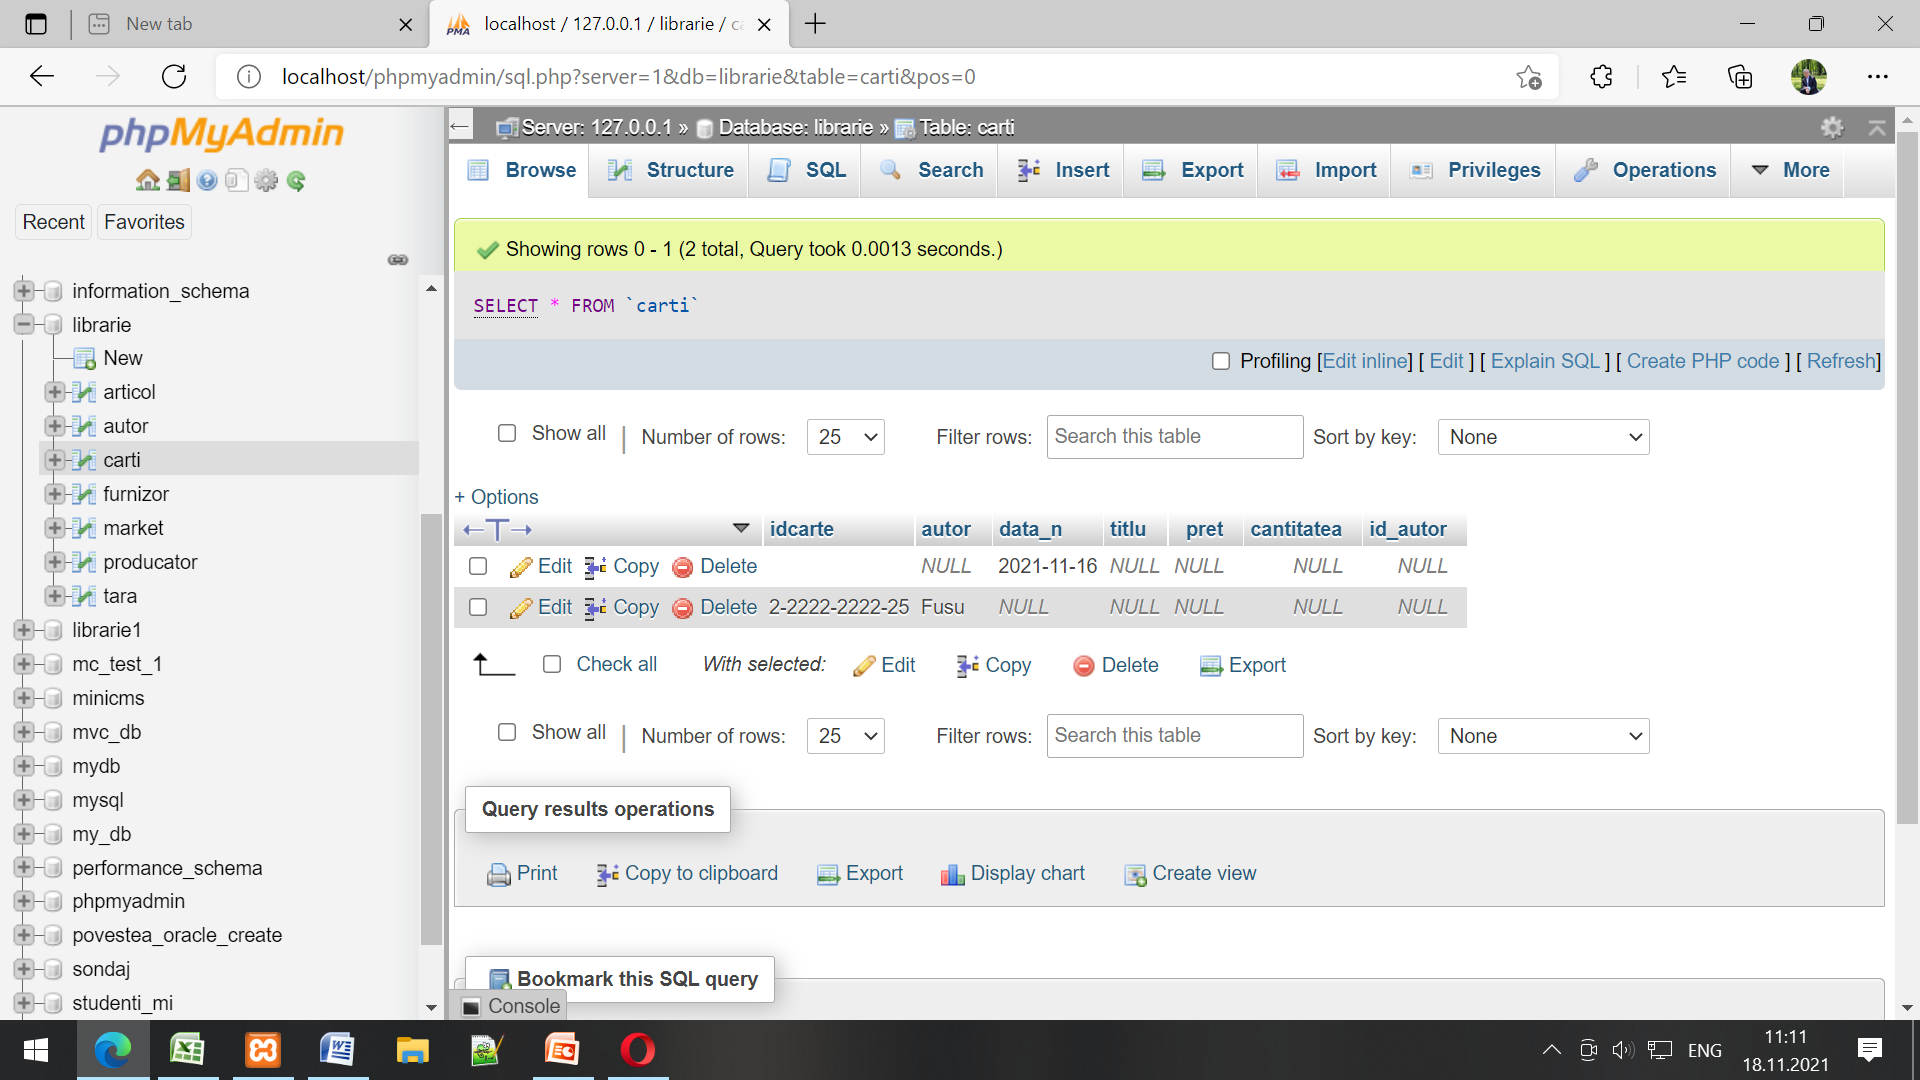 New tab
localhost / 127.0.0.1 / librarie / ca
localhost/phpmyadmin/sql.php?server=1&db=librarie&table=carti&pos=0
phpMyAdmin
Recent
Favorites
information_schema
librarie
New
articol
autor
carti
furnizor
market
producator
tara
librarie1
mc_test_1
minicms
mvc_db
mydb
mysql
my_db
performance_schema
phpmyadmin
povestea_oracle_create
sondaj
studenti_mi
Server: 127.0.0.1 » Database: librarie » Table: carti
Browse Structure SQL Search Insert Export Import Privileges Operations More
Showing rows 0 - 1 (2 total, Query took 0.0013 seconds.)
SELECT * FROM `carti`
Profiling [Edit inline] [ Edit ] [ Explain SQL ] [ Create PHP code ] [ Refresh]
Show all | Number of rows: 25 Filter rows: Search this table Sort by key: None
+ Options
idcarte autor data_n titlu pret cantitatea id_autor
Edit Copy Delete NULL 2021-11-16 NULL NULL NULL NULL
Edit Copy Delete 2-2222-2222-25 Fusu NULL NULL NULL NULL NULL
Check all With selected: Edit Copy Delete Export
Show all | Number of rows: 25 Filter rows: Search this table Sort by key: None
Query results operations
Print Copy to clipboard Export Display chart Create view
Bookmark this SQL query
Console
ENG
11:11
18.11.2021